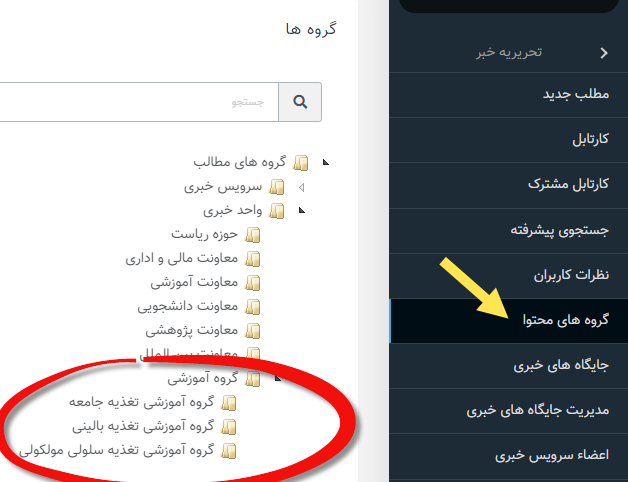 گروه ها
جستجو
گروه های مطالب
سرویس خبری
واحد خبری
حوزه ریاست
معاونت مالی و اداری
معاونت آموزشی
معاونت دانشجویی
معاونت پژوهشی
معاونت بین الملل
گروه آموزشی
گروه آموزشی تغذیه جامعه
گروه آموزشی تغذیه بالینی
گروه آموزشی تغذیه سلولی مولکولی
تحریریه خبر
مطلب جدید
کارتابل
کارتابل مشترک
جستجوی پیشرفته
نظرات کاربران
گروه های محتوا
جایگاه های خبری
مدیریت جایگاه های خبری
اعضاء سرویس خبری